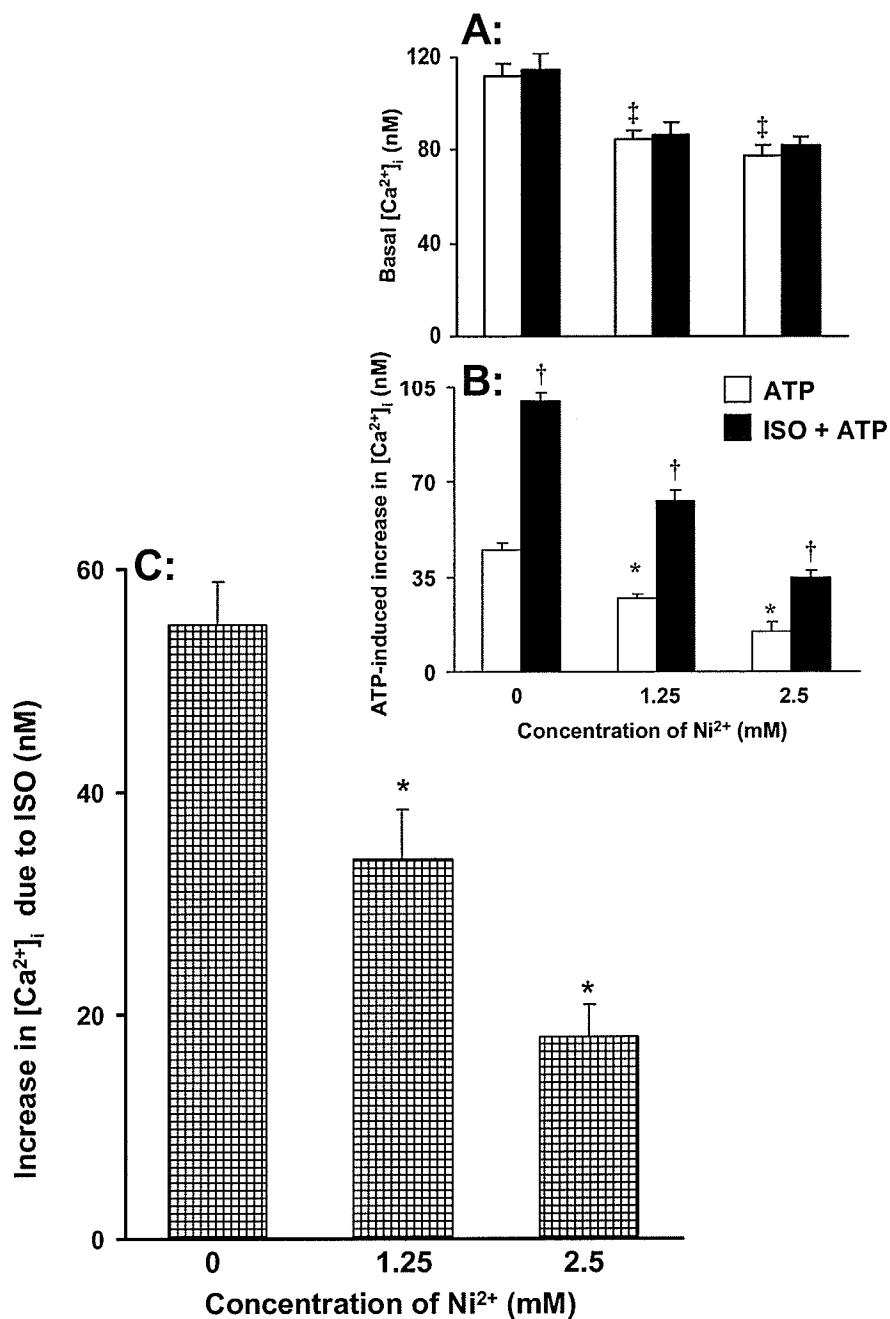 A:
Basal [Ca²⁺]ᵢ (nM)
120
80
40
0
‡
‡
B:
ATP-induced increase in [Ca²⁺]ᵢ (nM)
105
70
35
0
†
†
†
*
*
ATP
ISO + ATP
0
1.25
2.5
Concentration of Ni²⁺ (mM)
C:
Increase in [Ca²⁺]ᵢ due to ISO (nM)
60
40
20
0
*
*
0
1.25
2.5
Concentration of Ni²⁺ (mM)